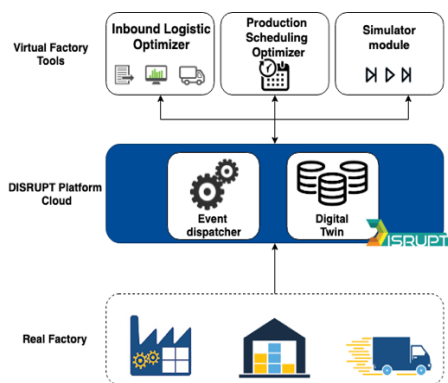 Virtual Factory
Tools
Inbound Logistic
Optimizer
Production
Scheduling
Optimizer
Simulator
module
DISRUPT Platform
Cloud
Event
dispatcher
Digital
Twin
DISRUPT
Real Factory